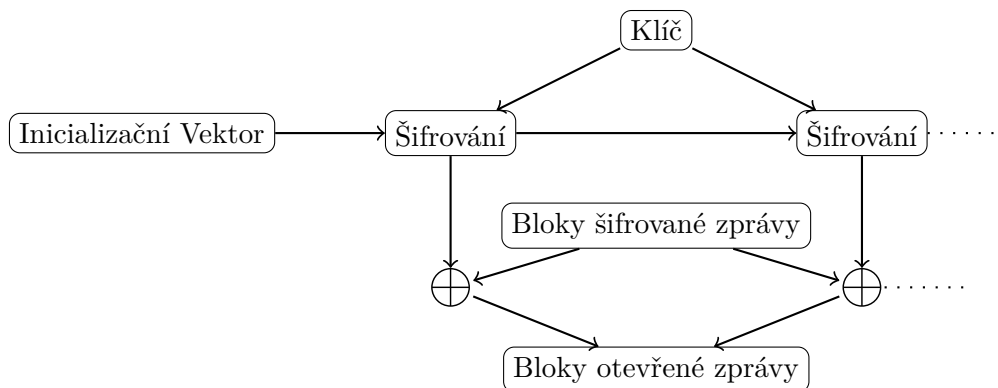 Klíč
Inicializační Vektor
Šifrování
Šifrování
Bloky šifrované zprávy
Bloky otevřené zprávy